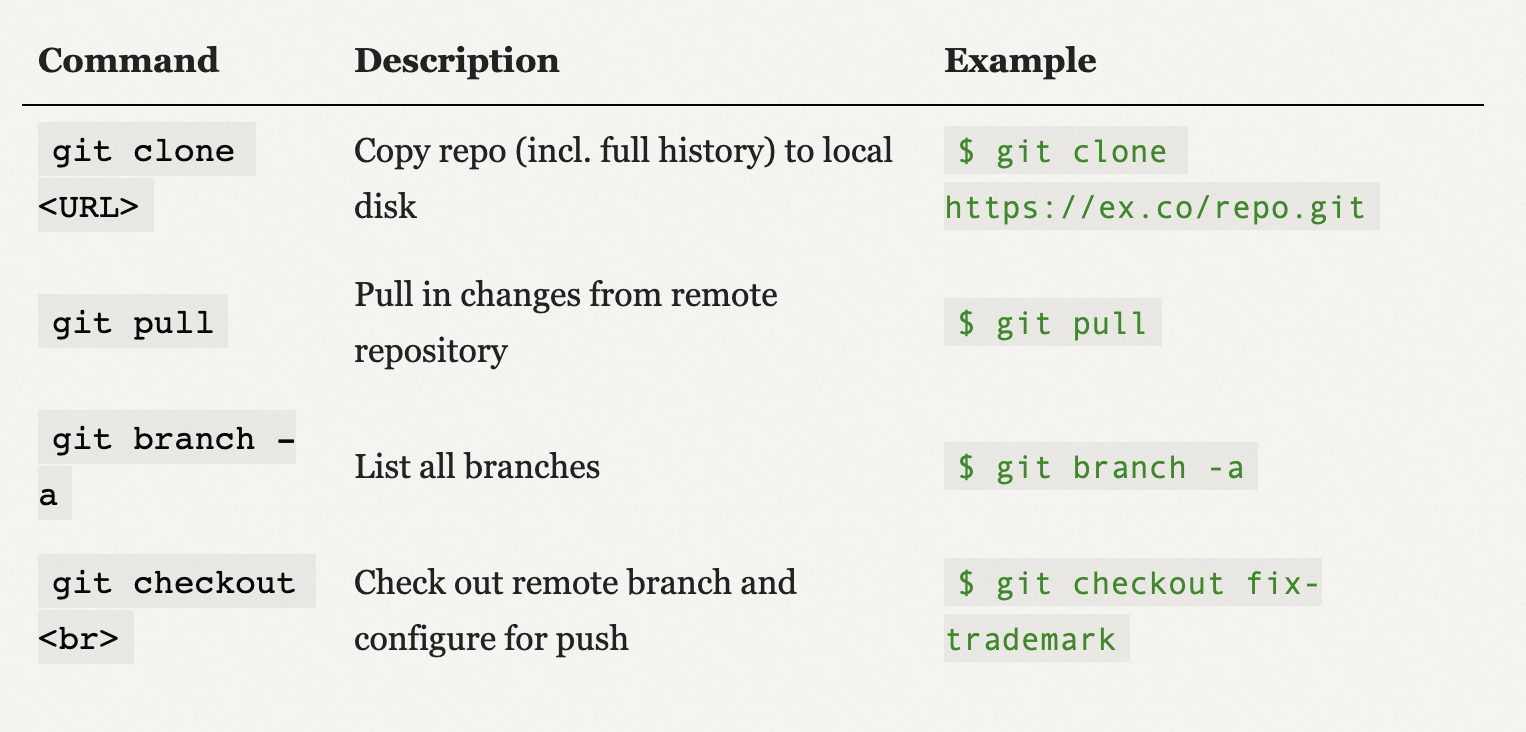 Command Description Example
git clone <URL> Copy repo (incl. full history) to local disk $ git clone https://ex.co/repo.git
git pull Pull in changes from remote repository $ git pull
git branch -a List all branches $ git branch -a
git checkout <br> Check out remote branch and configure for push $ git checkout fix-trademark